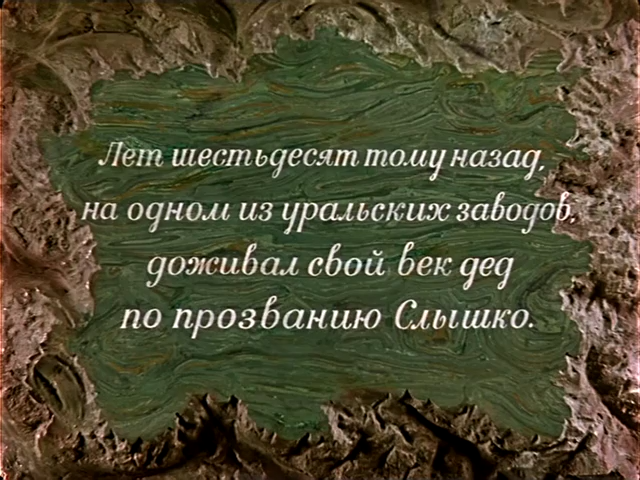 Лет шестьдесят тому назад,
на одном из уральских заводов,
доживал свой век дед
по прозванию Слышко.